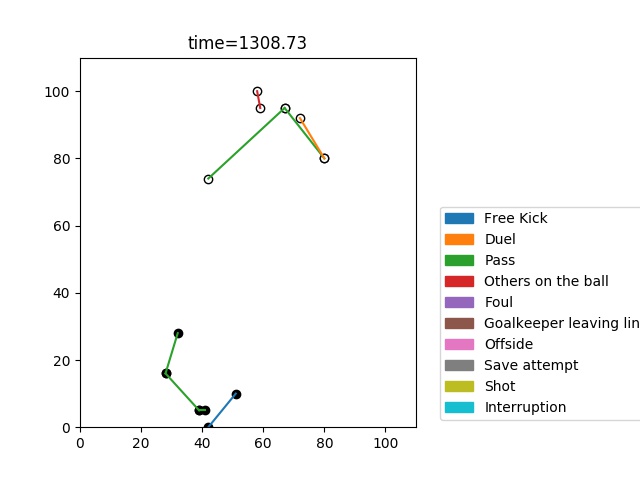 time=1308.73
100
80
60
40
20
0
0 20 40 60 80 100
Free Kick
Duel
Pass
Others on the ball
Foul
Goalkeeper leaving lin
Offside
Save attempt
Shot
Interruption